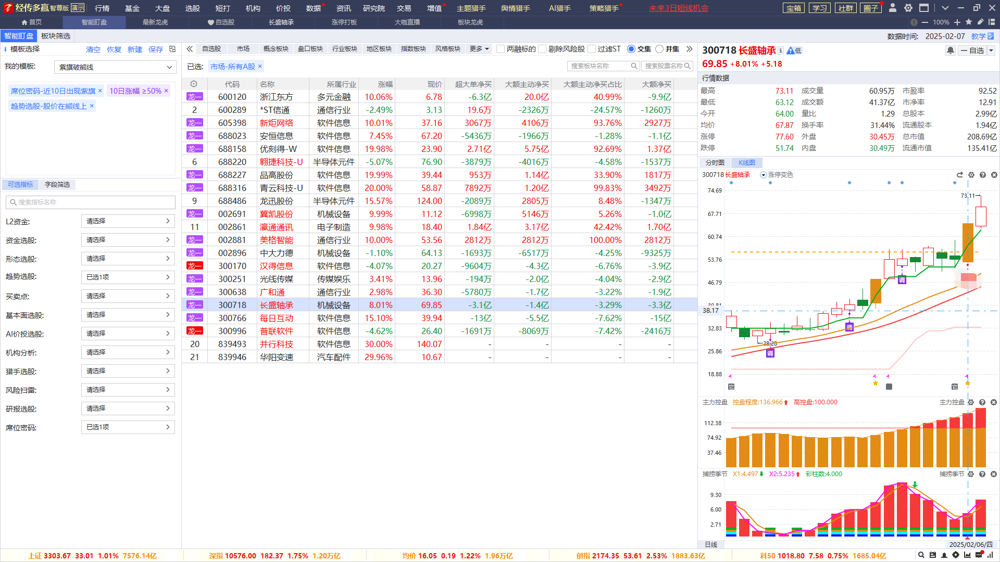 经传多赢 智尊版 演示 行情 基金 大盘 选股 短打 机构 价投 数据 资讯 研究院 交易 增值 主题猎手 舆情猎手 AI猎手 策略猎手 未来3日短线机会 宝箱 学习 社群 圈子
首页 智能盯盘 最新龙虎 自选股 长盛轴承 涨停打板 大咖直播 板块龙虎 100%
智能盯盘 板块筛选 数据时间: 2025-02-07 教学
模板选择 清空 恢复 新建 保存
我的模板: 紫旗破能线
席位密码-近10日出现紫旗 × 10日涨幅 ≥50% ×
趋势选股-股价在熊线上 ×
可选指标 字段筛选
搜索指标名称
L2资金: 请选择
资金选股: 请选择
形态选股: 请选择
趋势选股: 已选1项
买卖点: 请选择
基本面选股: 请选择
AI价投选股: 请选择
机构分析: 请选择
猎手选股: 请选择
风险扫雷: 请选择
研报选股: 请选择
席位密码: 已选1项
自选股 市场 概念板块 盘口板块 行业板块 地区板块 指数板块 风格板块 更多 两融标的 剔除风险股 过滤ST 交集 并集
已选: 市场-所有A股 × 搜索板块名称 搜索股票名称
代码 名称 所属行业 涨幅 现价 超大单净买 大额主动净买 大额主动净买占比 大额净买
龙一 600120 浙江东方 多元金融 10.06% 6.78 -6.3亿 20.0亿 40.99% -9.9亿
2 600289 *ST信通 通信行业 -2.49% 3.13 19.6万 -2326万 -24.57% -1260万
龙一 605398 新炬网络 软件信息 10.01% 37.16 3067万 4106万 93.76% 2927万
龙一 688023 安恒信息 软件信息 7.45% 67.20 -5436万 -1966万 -1.28% -1.1亿
龙一 688158 优刻得-W 软件信息 19.98% 23.90 2.71亿 5.75亿 92.69% 1.37亿
6 688220 翱捷科技-U 半导体元件 -5.07% 76.90 -3879万 -4016万 -4.58% -1537万
龙一 688227 品高股份 软件信息 19.99% 39.44 953万 1.14亿 33.90% 1817万
龙一 688316 青云科技-U 软件信息 20.00% 58.87 7892万 1.20亿 99.83% 3492万
9 688486 龙迅股份 半导体元件 15.57% 124.00 -2089万 2805万 8.48% -1347万
龙一 002691 冀凯股份 机械设备 9.99% 11.12 -6998万 5146万 5.26% -1.0亿
11 002861 瀛通通讯 电子制造 9.98% 18.40 1.84亿 3.17亿 42.42% 1.70亿
龙一 002881 美格智能 通信行业 10.00% 53.56 2812万 2812万 100.00% 2812万
龙一 002896 中大力德 机械设备 -1.10% 64.13 -1693万 -6517万 -4.25% -9325万
龙一 300170 汉得信息 软件信息 -4.07% 20.27 -9604万 -4.3亿 -6.76% -3.9亿
龙一 300251 光线传媒 传媒娱乐 3.41% 13.96 -194万 -2.0亿 -4.04% -2.9亿
龙一 300638 广和通 通信行业 2.98% 36.30 -5780万 -1.7亿 -3.22% -1.9亿
龙一 300718 长盛轴承 机械设备 8.01% 69.85 -3.1亿 -1.4亿 -3.29% -3.3亿
龙一 300766 每日互动 软件信息 15.10% 39.94 -13亿 -5.5亿 -7.62% -15亿
龙一 300996 普联软件 软件信息 -4.62% 26.40 -1691万 -8069万 -7.42% -2416万
20 839493 并行科技 软件信息 30.00% 140.07 - - - -
21 839946 华阳变速 汽车配件 29.96% 10.67 - - - -
300718 长盛轴承 低 自选
69.85 +8.01% +5.18
行情数据
最高 73.11 成交量 60.95万 市盈率 92.52
最低 63.12 成交额 41.37亿 市净率 12.91
今开 64.00 量比 1.29 总股本 2.99亿
均价 67.87 换手率 31.44% 流通股本 1.94亿
涨停 77.60 外盘 30.45万 总市值 208.69亿
跌停 51.74 内盘 30.49万 流通市值 135.41亿
分时图 K线图
300718 长盛轴承 涨停变色
74.69
73.11
67.71
60.74
53.76
46.79
调
38.17
32.83
调
28.28
25.86
调
18.88
主力控盘 控盘程度:136.966 高控盘:100.000 主力控盘
112.38
74.92
37.46
捕捞季节 X1:4.497 X2:5.235 彩柱数:4.000 捕捞季节
9.30
6.00
2.71
日线 2025/02/06/四
上证 3303.67 33.01 1.01% 7576.14亿 深指 10576.00 182.37 1.75% 1.20万亿 均价 16.05 0.19 1.22% 1.96万亿 创指 2174.35 53.61 2.53% 1883.63亿 科50 1018.80 7.58 0.75% 1685.04亿